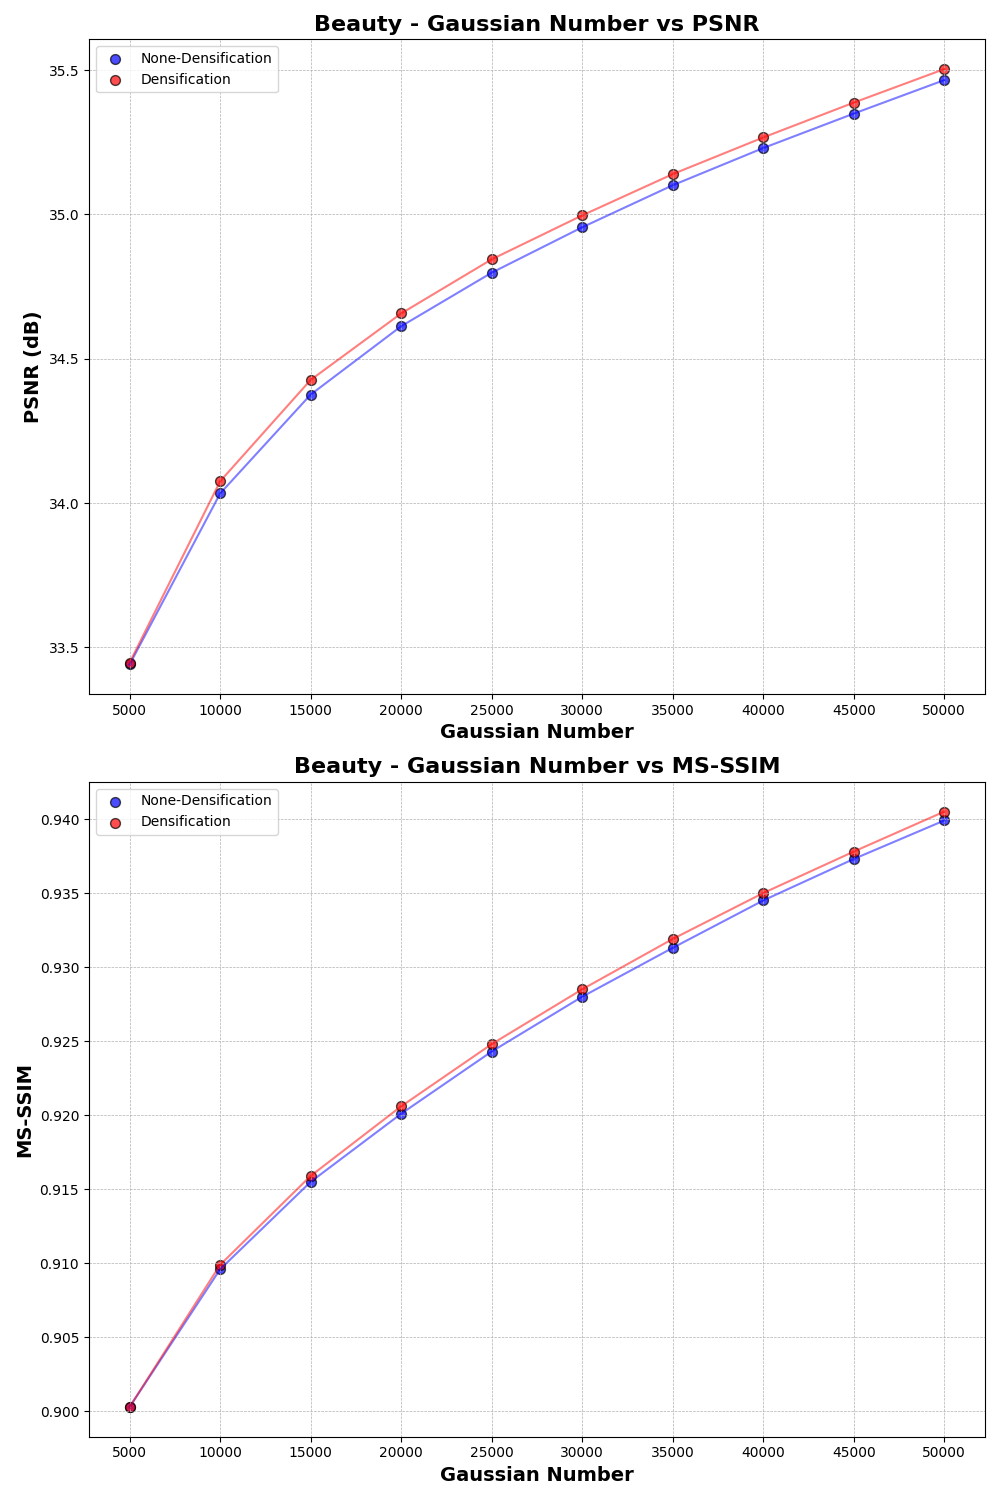 Beauty - Gaussian Number vs PSNR
None-Densification
Densification
PSNR (dB)
35.5
35.0
34.5
34.0
33.5
5000 10000 15000 20000 25000 30000 35000 40000 45000 50000
Gaussian Number
Beauty - Gaussian Number vs MS-SSIM
None-Densification
Densification
MS-SSIM
0.940
0.935
0.930
0.925
0.920
0.915
0.910
0.905
0.900
5000 10000 15000 20000 25000 30000 35000 40000 45000 50000
Gaussian Number